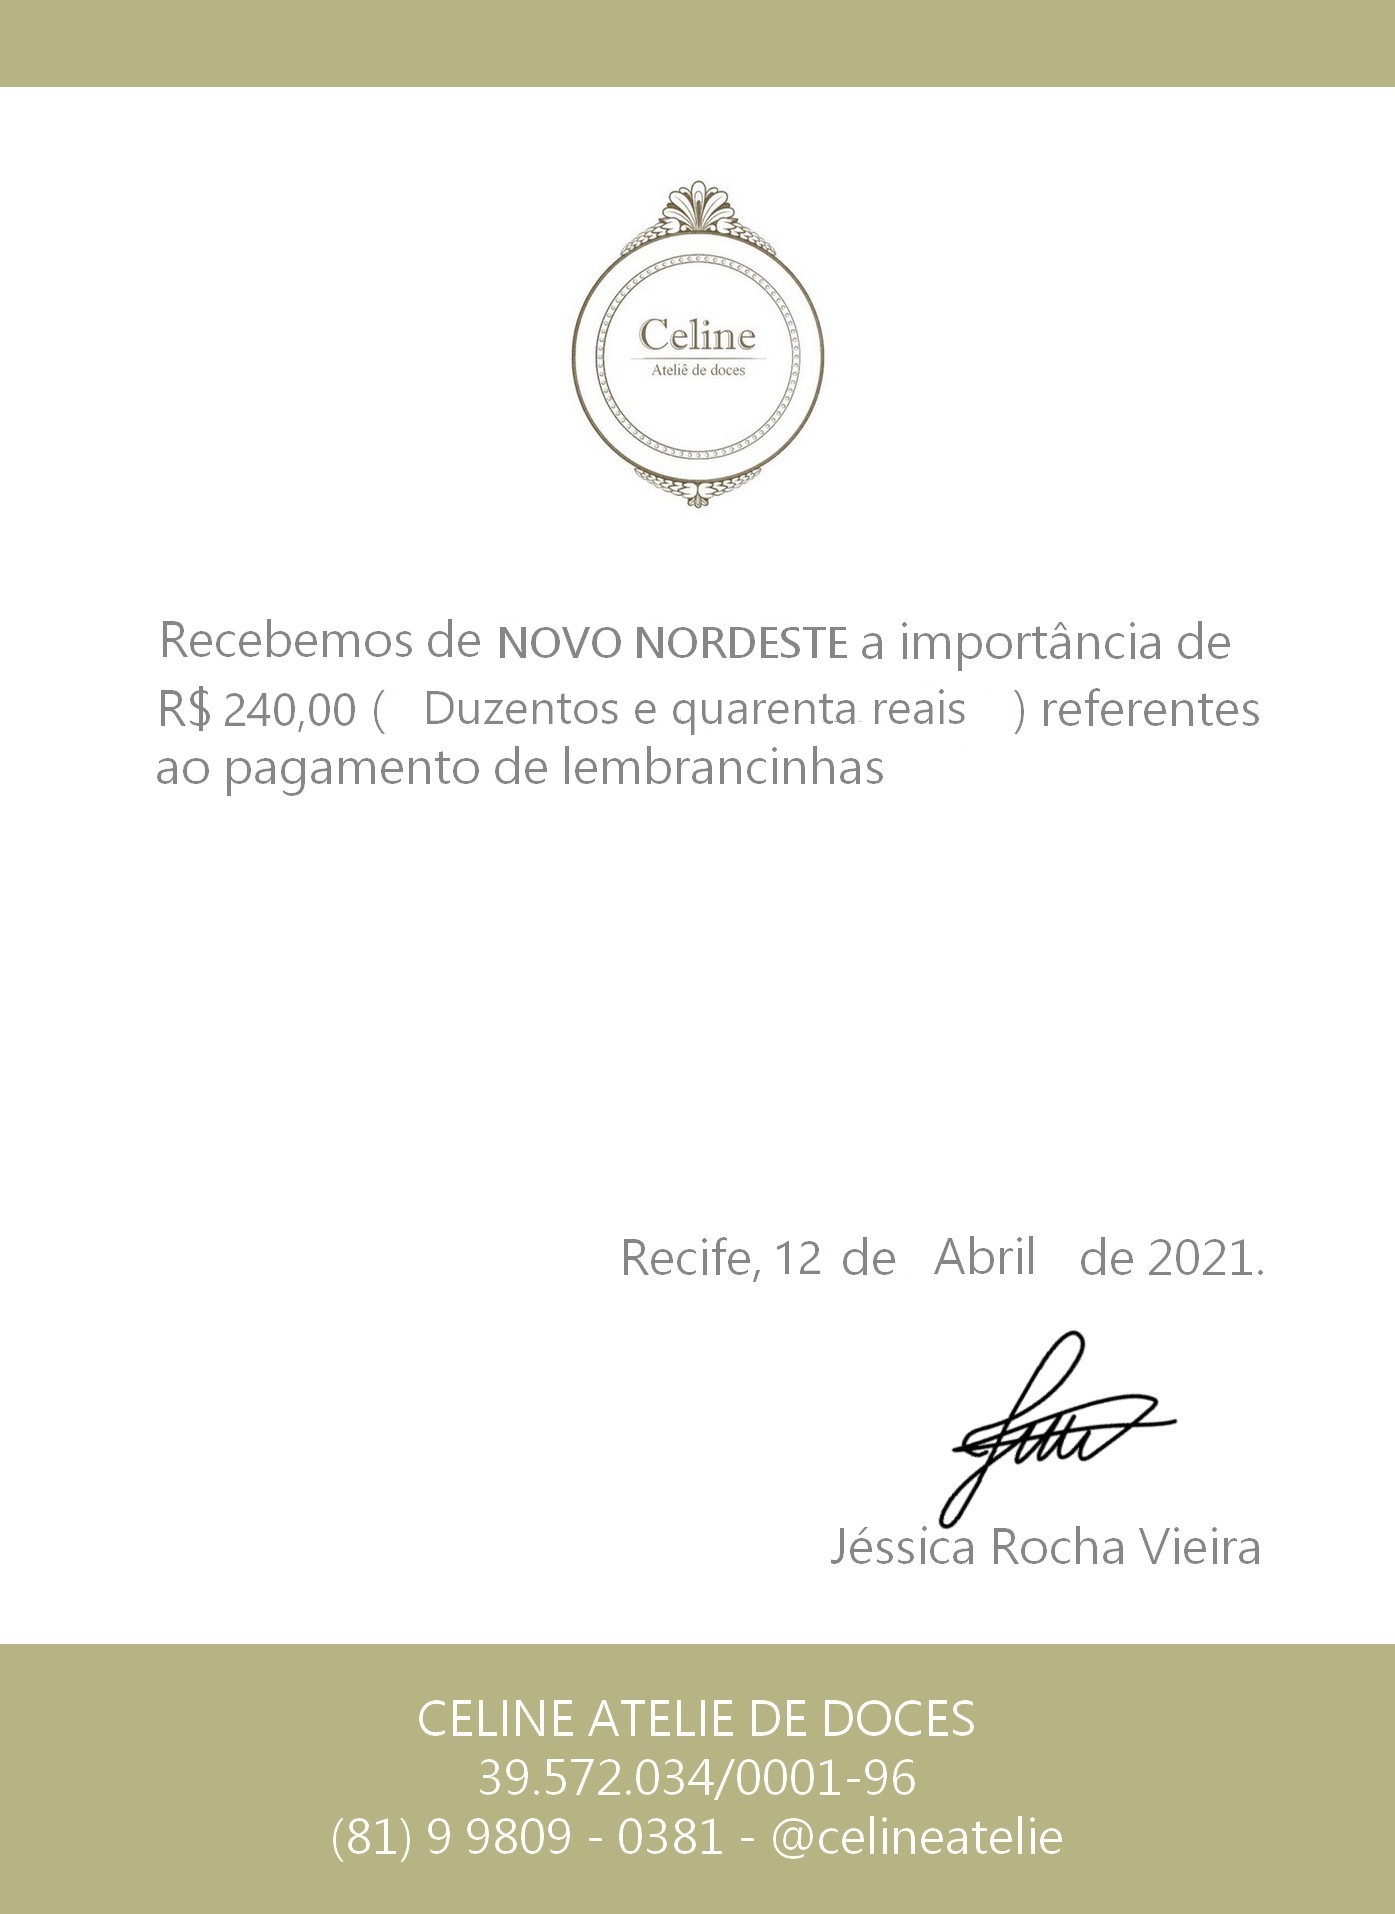 Celine
Ateliê de doces
Recebemos de NOVO NORDESTE a importância de
R$ 240,00 ( Duzentos e quarenta reais ) referentes
ao pagamento de lembrancinhas
Recife, 12 de Abril de 2021.
Jéssica Rocha Vieira
CELINE ATELIE DE DOCES
39.572.034/0001-96
(81) 9 9809 - 0381 - @celineatelie